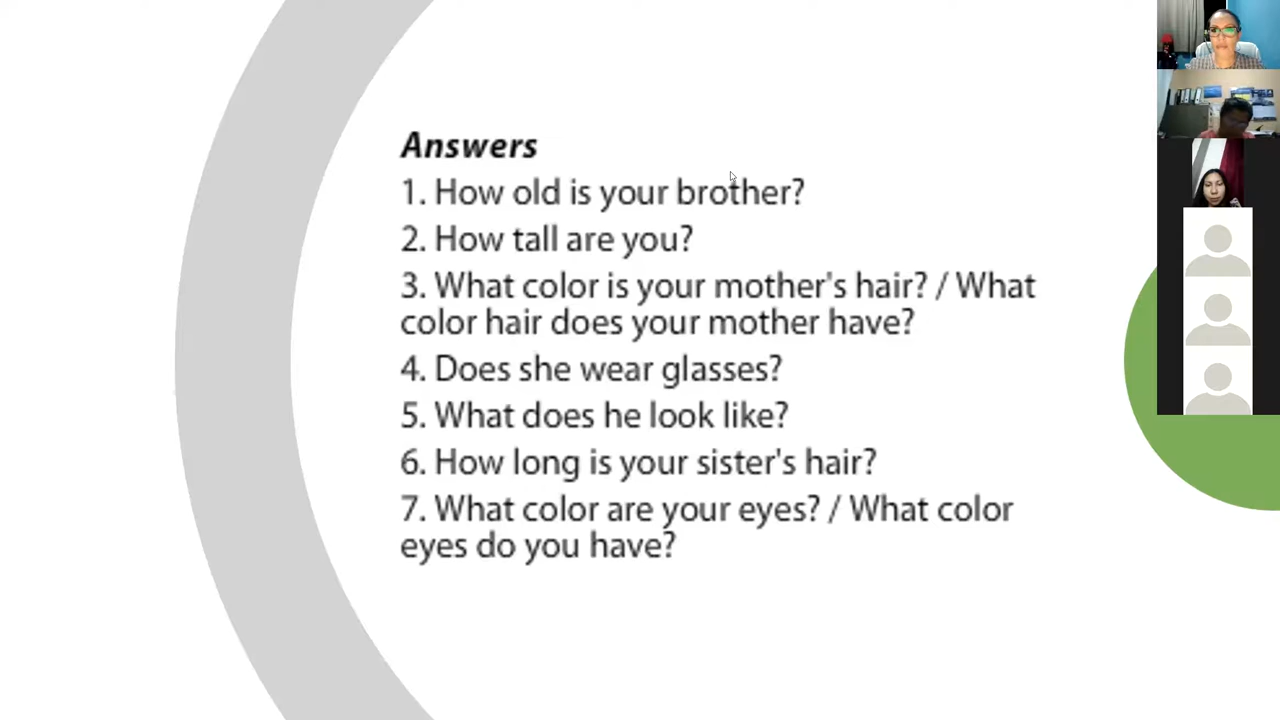 Answers
1. How old is your brother?
2. How tall are you?
3. What color is your mother's hair? / What
color hair does your mother have?
4. Does she wear glasses?
5. What does he look like?
6. How long is your sister's hair?
7. What color are your eyes? / What color
eyes do you have?